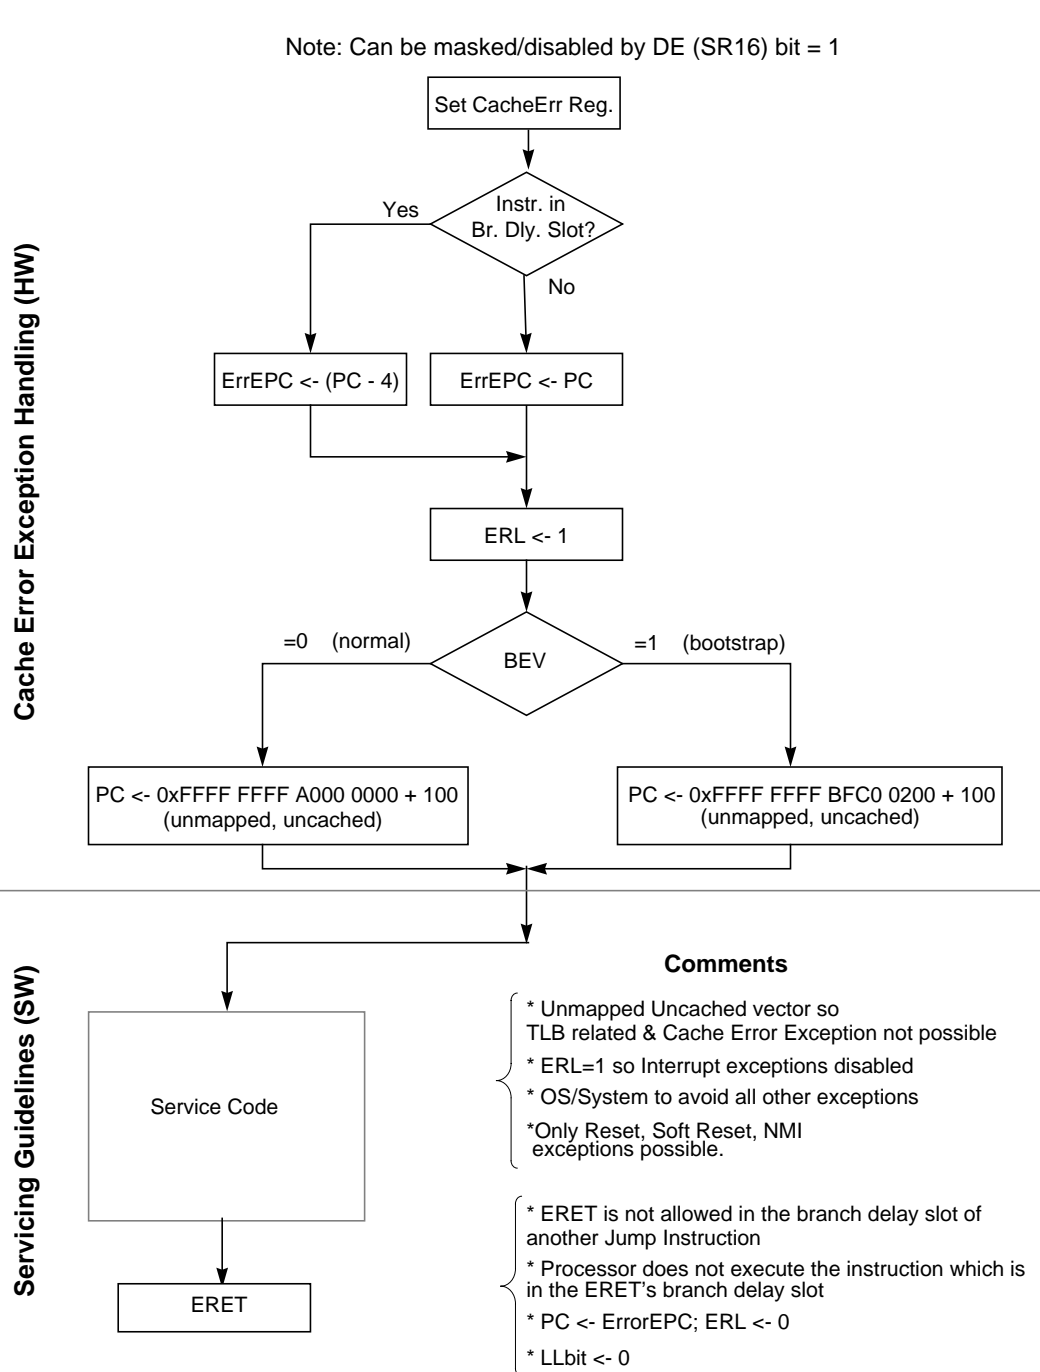 Note: Can be masked/disabled by DE (SR16) bit = 1
Set CacheErr Reg.
Instr. in
Br. Dly. Slot?
Yes
No
ErrEPC <- (PC - 4)
ErrEPC <- PC
ERL <- 1
=0 (normal)
BEV
=1 (bootstrap)
PC <- 0xFFFF FFFF A000 0000 + 100
(unmapped, uncached)
PC <- 0xFFFF FFFF BFC0 0200 + 100
(unmapped, uncached)
Cache Error Exception Handling (HW)
Servicing Guidelines (SW)
Service Code
ERET
Comments
* Unmapped Uncached vector so
TLB related & Cache Error Exception not possible
* ERL=1 so Interrupt exceptions disabled
* OS/System to avoid all other exceptions
*Only Reset, Soft Reset, NMI
exceptions possible.
* ERET is not allowed in the branch delay slot of
another Jump Instruction
* Processor does not execute the instruction which is
in the ERET's branch delay slot
* PC <- ErrorEPC; ERL <- 0
* LLbit <- 0